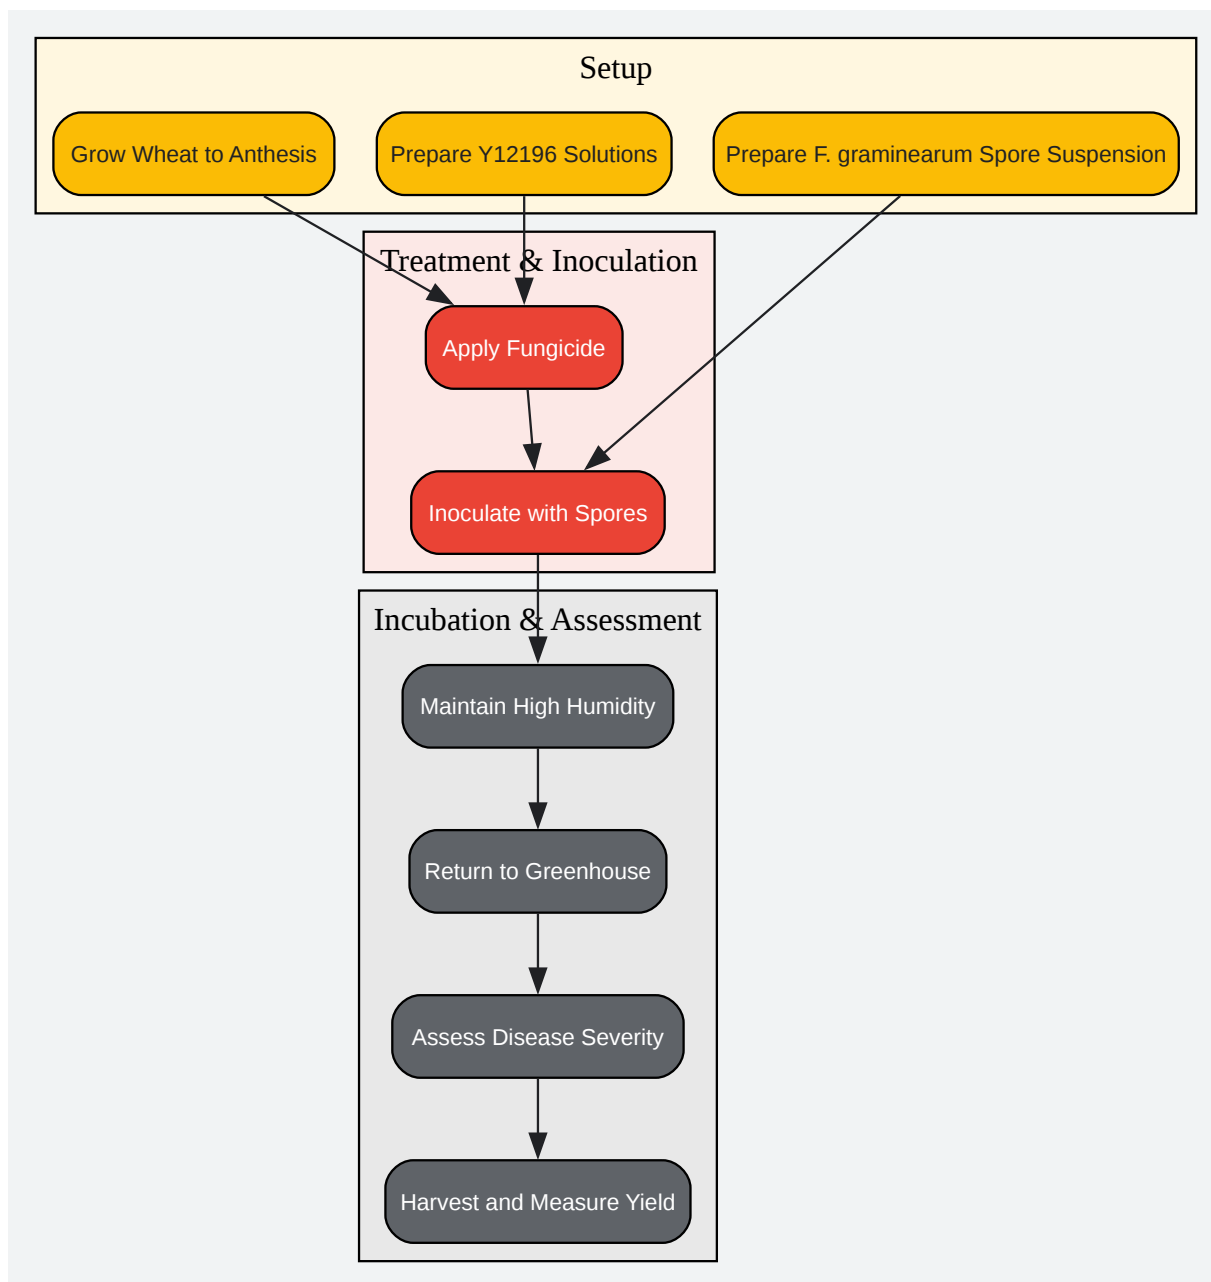 Setup
Grow Wheat to Anthesis
Prepare Y12196 Solutions
Prepare F. graminearum Spore Suspension
Treatment & Inoculation
Apply Fungicide
Inoculate with Spores
Incubation & Assessment
Maintain High Humidity
Return to Greenhouse
Assess Disease Severity
Harvest and Measure Yield